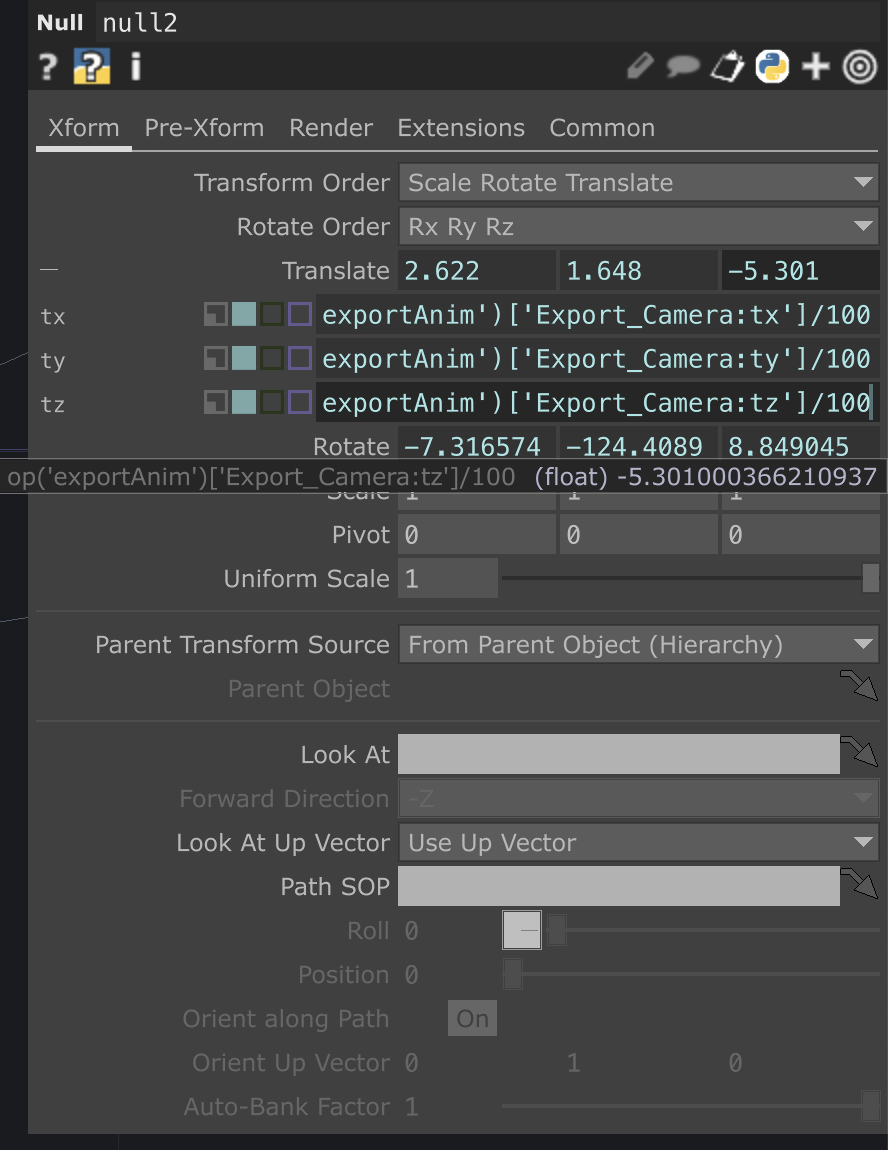 Null null2
? ? i
Xform Pre-Xform Render Extensions Common
Transform Order Scale Rotate Translate
Rotate Order Rx Ry Rz
Translate 2.622 1.648 -5.301
tx exportAnim')['Export_Camera:tx']/100
ty exportAnim')['Export_Camera:ty']/100
tz exportAnim')['Export_Camera:tz']/100
Rotate -7.316574 -124.4089 8.849045
op('exportAnim')['Export_Camera:tz']/100 (float) -5.301000366210937
Scale 1 1 1
Pivot 0 0 0
Uniform Scale 1
Parent Transform Source From Parent Object (Hierarchy)
Parent Object
Look At
Forward Direction -Z
Look At Up Vector Use Up Vector
Path SOP
Roll 0
Position 0
Orient along Path On
Orient Up Vector 0 1 0
Auto-Bank Factor 1